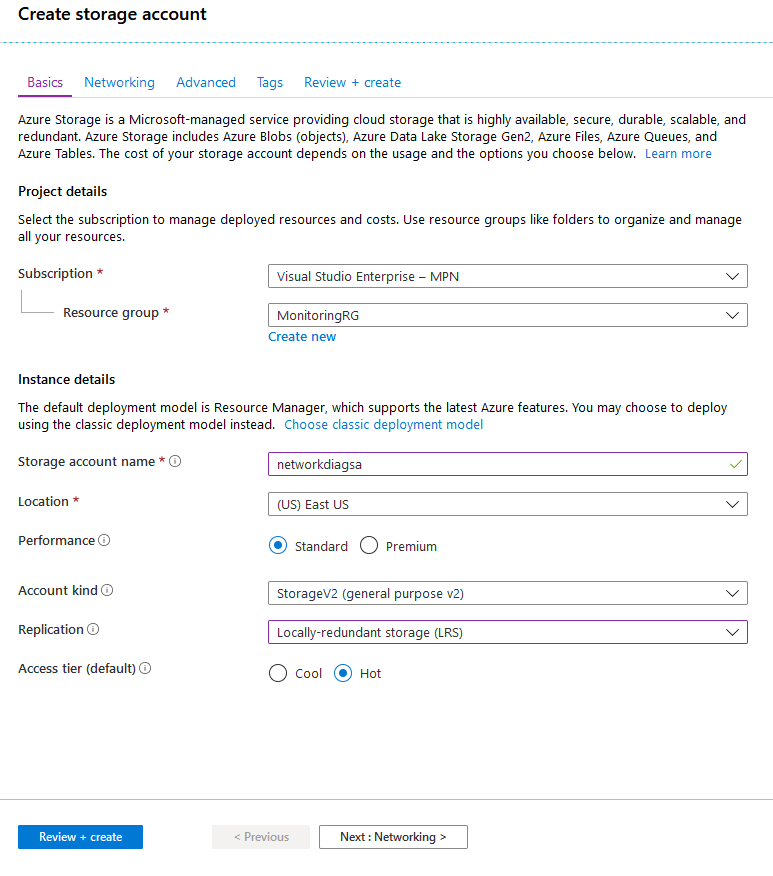 Create storage account
Basics Networking Advanced Tags Review + create
Azure Storage is a Microsoft-managed service providing cloud storage that is highly available, secure, durable, scalable, and
redundant. Azure Storage includes Azure Blobs (objects), Azure Data Lake Storage Gen2, Azure Files, Azure Queues, and
Azure Tables. The cost of your storage account depends on the usage and the options you choose below. Learn more
Project details
Select the subscription to manage deployed resources and costs. Use resource groups like folders to organize and manage
all your resources.
Subscription * Visual Studio Enterprise – MPN
Resource group * MonitoringRG
Create new
Instance details
The default deployment model is Resource Manager, which supports the latest Azure features. You may choose to deploy
using the classic deployment model instead. Choose classic deployment model
Storage account name * networkdiagsa
Location * (US) East US
Performance Standard Premium
Account kind StorageV2 (general purpose v2)
Replication Locally-redundant storage (LRS)
Access tier (default) Cool Hot
Review + create < Previous Next : Networking >